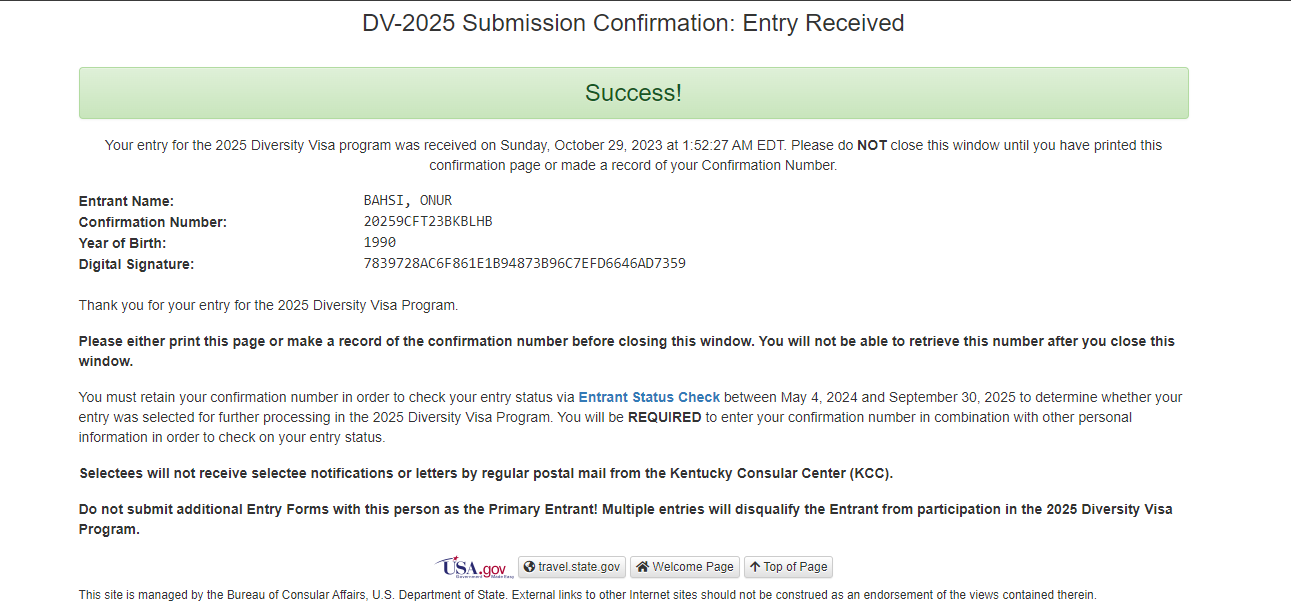 DV-2025 Submission Confirmation: Entry Received
Success!
Your entry for the 2025 Diversity Visa program was received on Sunday, October 29, 2023 at 1:52:27 AM EDT. Please do NOT close this window until you have printed this
confirmation page or made a record of your Confirmation Number.
Entrant Name: BAHSI, ONUR
Confirmation Number: 20259CFT23BKBLHB
Year of Birth: 1990
Digital Signature: 7839728AC6F861E1B94873B96C7EFD6646AD7359
Thank you for your entry for the 2025 Diversity Visa Program.
Please either print this page or make a record of the confirmation number before closing this window. You will not be able to retrieve this number after you close this
window.
You must retain your confirmation number in order to check your entry status via Entrant Status Check between May 4, 2024 and September 30, 2025 to determine whether your
entry was selected for further processing in the 2025 Diversity Visa Program. You will be REQUIRED to enter your confirmation number in combination with other personal
information in order to check on your entry status.
Selectees will not receive selectee notifications or letters by regular postal mail from the Kentucky Consular Center (KCC).
Do not submit additional Entry Forms with this person as the Primary Entrant! Multiple entries will disqualify the Entrant from participation in the 2025 Diversity Visa
Program.
USA.gov travel.state.gov Welcome Page Top of Page
Government Made Easy
This site is managed by the Bureau of Consular Affairs, U.S. Department of State. External links to other Internet sites should not be construed as an endorsement of the views contained therein.